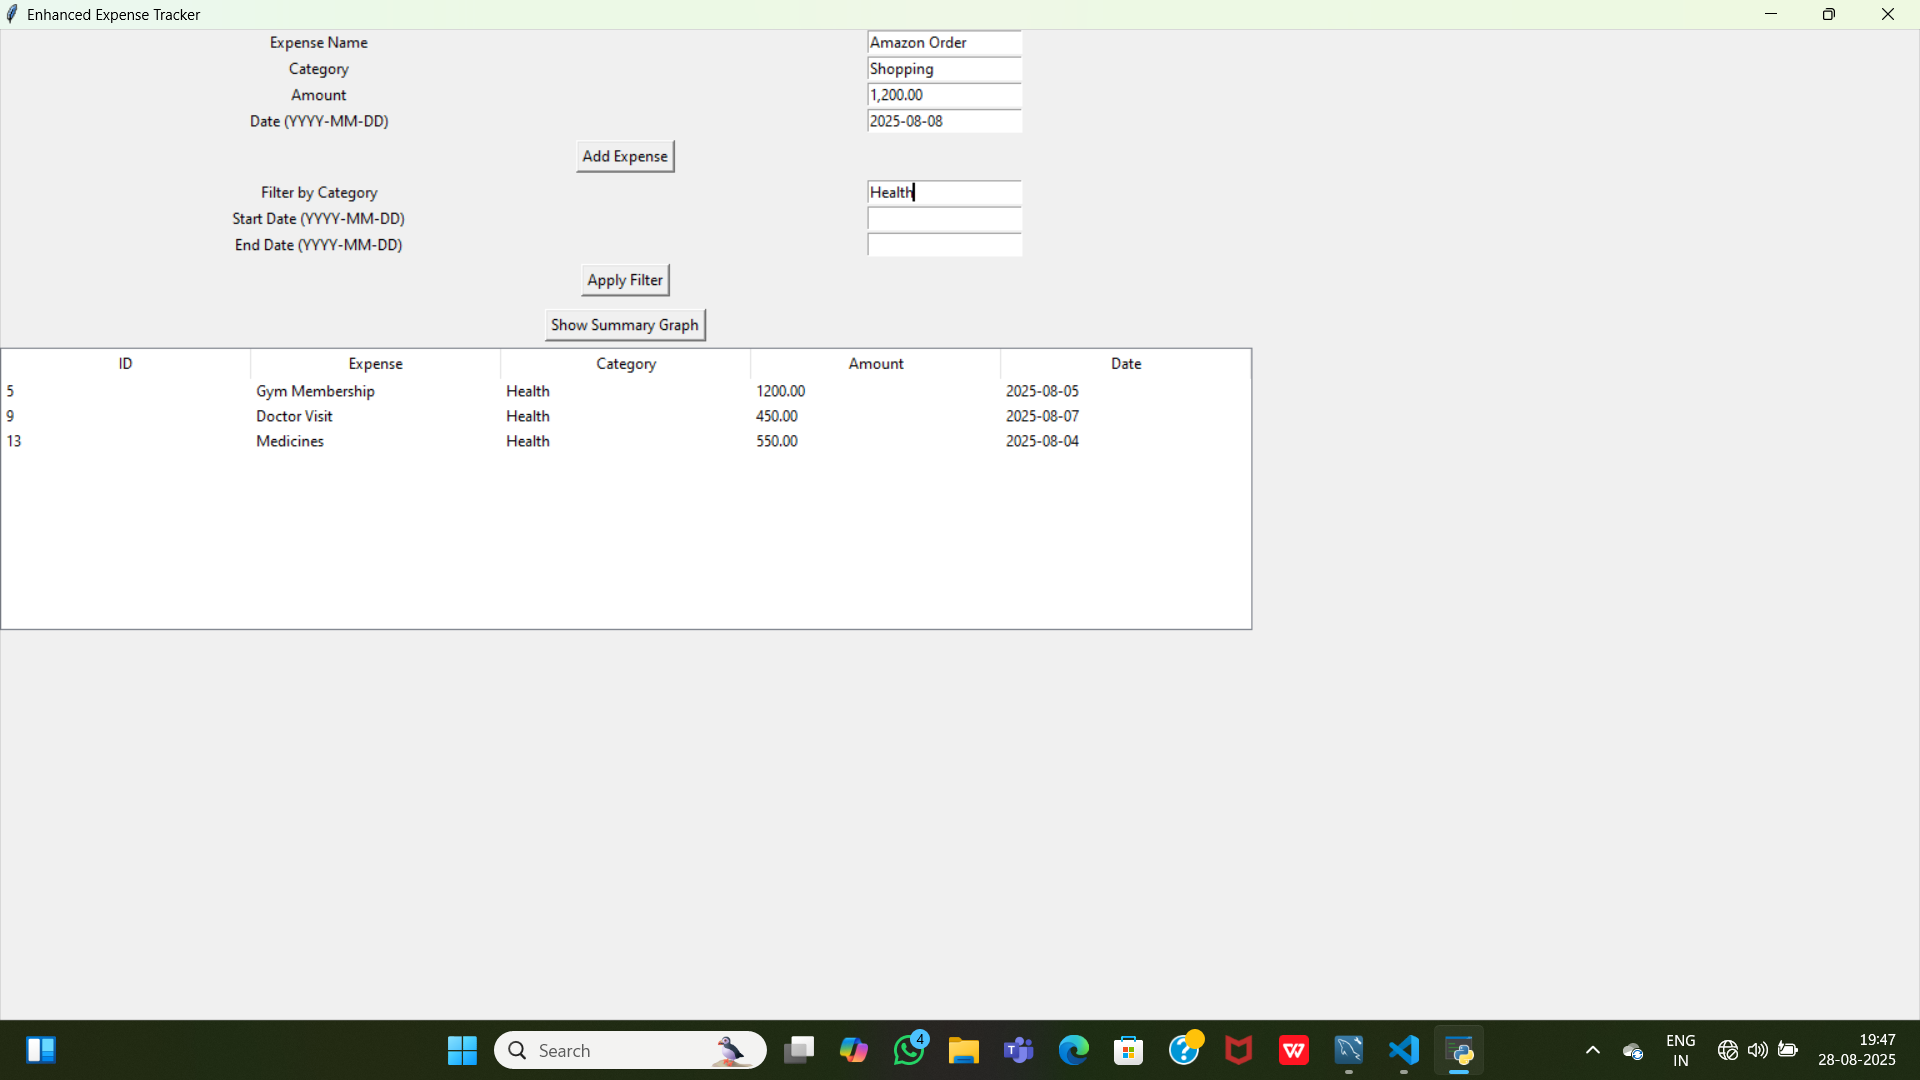 Enhanced Expense Tracker
Expense Name Amazon Order
Category Shopping
Amount 1,200.00
Date (YYYY-MM-DD) 2025-08-08
Add Expense
Filter by Category Health
Start Date (YYYY-MM-DD)
End Date (YYYY-MM-DD)
Apply Filter
Show Summary Graph
ID Expense Category Amount Date
5 Gym Membership Health 1200.00 2025-08-05
9 Doctor Visit Health 450.00 2025-08-07
13 Medicines Health 550.00 2025-08-04
Search
4
T
?
W
ENG
IN
19:47
28-08-2025